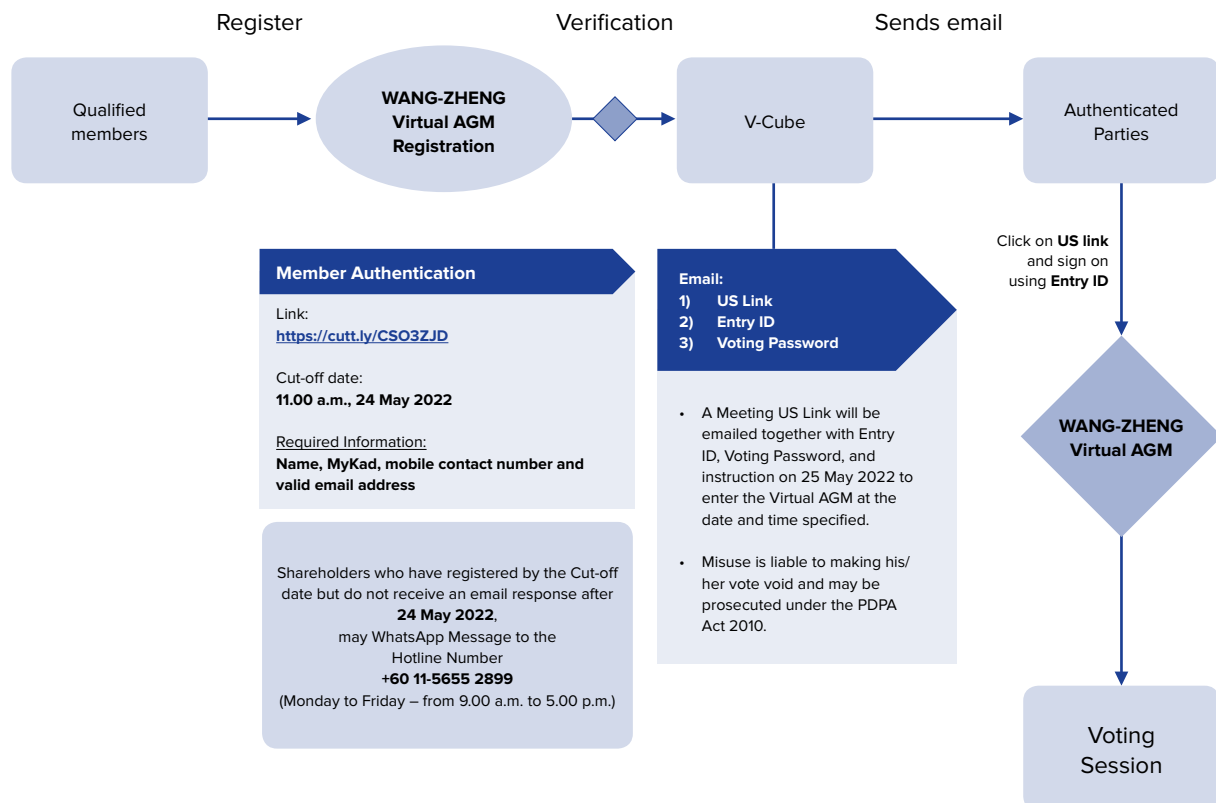 Register
Verification
Sends email
Qualified
members
WANG-ZHENG
Virtual AGM
Registration
V-Cube
Authenticated
Parties
Click on US link
and sign on
using Entry ID
Member Authentication
Link:
https://cutt.ly/CSO3ZJD
Cut-off date:
11.00 a.m., 24 May 2022
Required Information:
Name, MyKad, mobile contact number and
valid email address
Email:
1) US Link
2) Entry ID
3) Voting Password
• A Meeting US Link will be
emailed together with Entry
ID, Voting Password, and
instruction on 25 May 2022 to
enter the Virtual AGM at the
date and time specified.
• Misuse is liable to making his/
her vote void and may be
prosecuted under the PDPA
Act 2010.
WANG-ZHENG
Virtual AGM
Shareholders who have registered by the Cut-off
date but do not receive an email response after
24 May 2022,
may WhatsApp Message to the
Hotline Number
+60 11-5655 2899
(Monday to Friday – from 9.00 a.m. to 5.00 p.m.)
Voting
Session